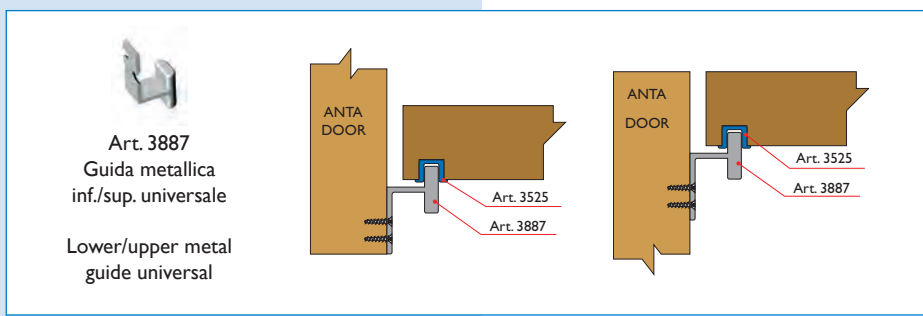 Art. 3887
Guida metallica
inf./sup. universale
Lower/upper metal
guide universal
ANTA
DOOR
Art. 3525
Art. 3887
ANTA
DOOR
Art. 3525
Art. 3887